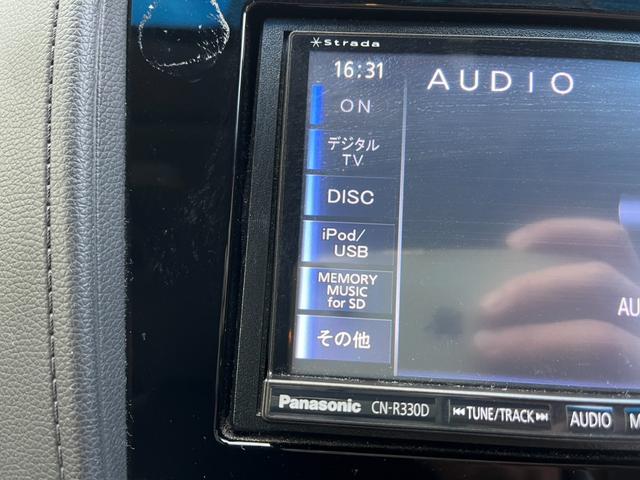 Strada
16:31
AUDIO
ON
デジタル
TV
DISC
iPod/
USB
MEMORY
MUSIC
for SD
その他
Panasonic CN-R330D TUNE/TRACK AUDIO